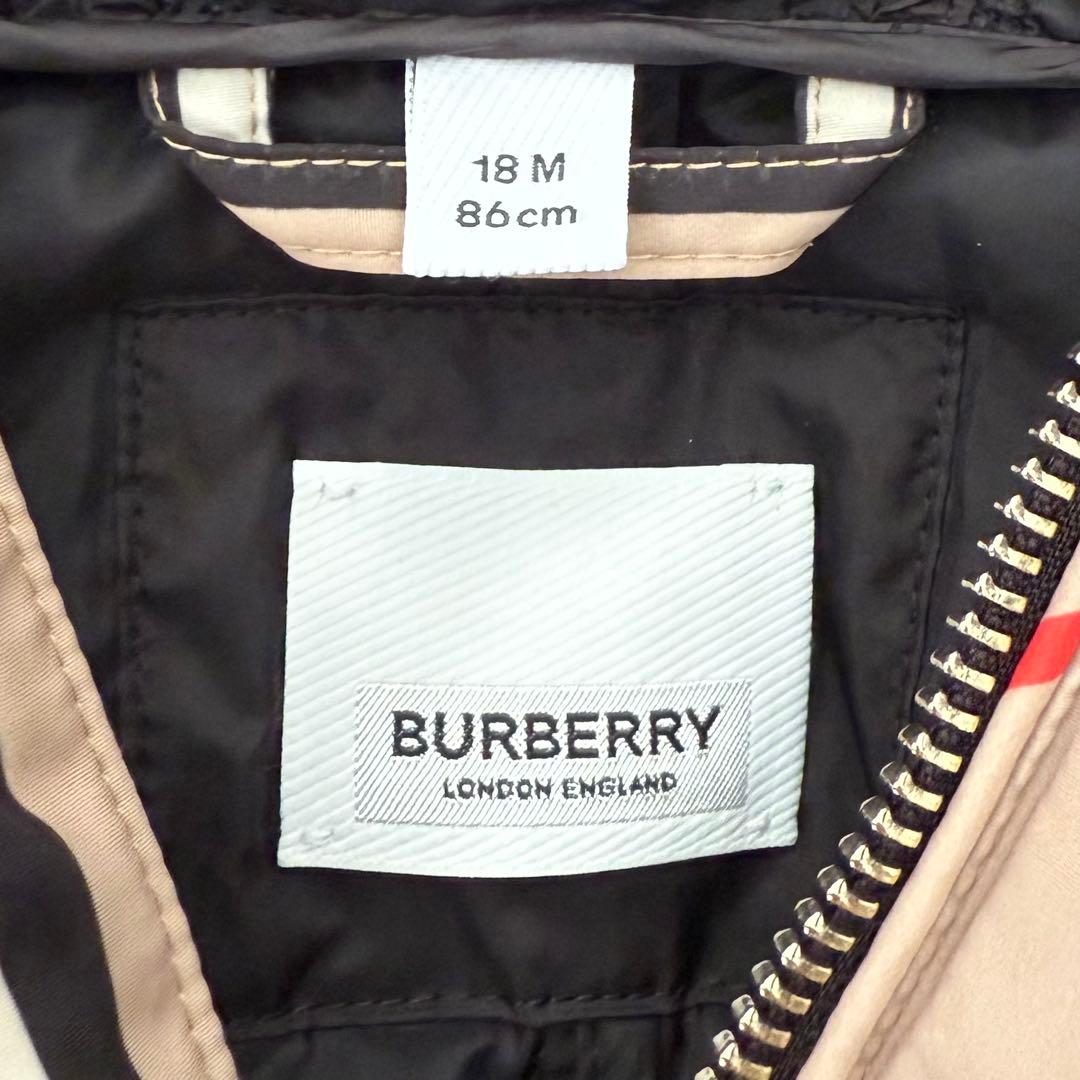 18 M
86cm
BURBERRY
LONDON ENGLAND